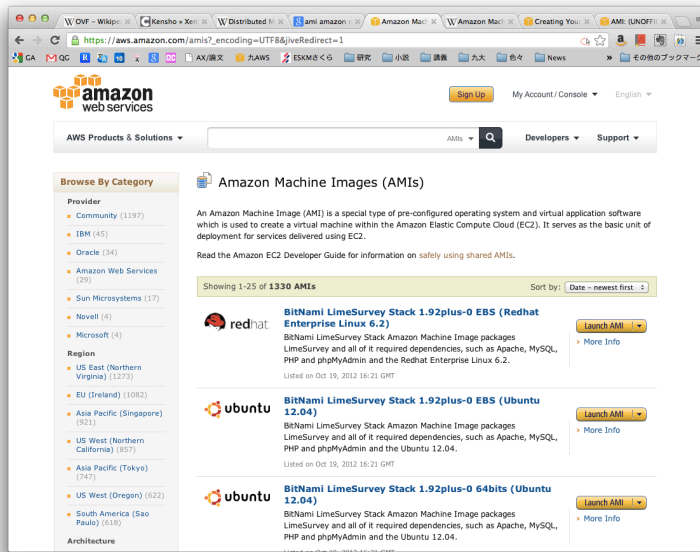 OVF – Wikipe
Kensho » Xen
Distributed M
ami amazon
Amazon Mac
Amazon Mach
Creating Your
AMI: (UNOFFIC
https://aws.amazon.com/amis?_encoding=UTF8&jiveRedirect=1
GA
QG
AX/論文
九AWS
ESKMさくら
研究
小説
講義
九大
色々
News
»
その他のブックマーク
amazon
web services
Sign Up
My Account / Console
English
AWS Products & Solutions
AMIs
Developers
Support
Browse By Category
Provider
Community (1197)
IBM (45)
Oracle (34)
Amazon Web Services
(29)
Sun Microsystems (17)
Novell (4)
Microsoft (4)
Region
US East (Northern
Virginia) (1273)
EU (Ireland) (1082)
Asia Pacific (Singapore)
(921)
US West (Northern
California) (857)
Asia Pacific (Tokyo)
(747)
US West (Oregon) (622)
South America (Sao
Paulo) (618)
Architecture
Amazon Machine Images (AMIs)
An Amazon Machine Image (AMI) is a special type of pre-configured operating system and virtual application software
which is used to create a virtual machine within the Amazon Elastic Compute Cloud (EC2). It serves as the basic unit of
deployment for services delivered using EC2.
Read the Amazon EC2 Developer Guide for information on safely using shared AMIs.
Showing 1-25 of 1330 AMIs
Sort by: Date – newest first
redhat
BitNami LimeSurvey Stack 1.92plus-0 EBS (Redhat
Enterprise Linux 6.2)
BitNami LimeSurvey Stack Amazon Machine Image packages
LimeSurvey and all of it required dependencies, such as Apache, MySQL,
PHP and phpMyAdmin and the Redhat Enterprise Linux 6.2.
Listed on Oct 19, 2012 16:21 GMT
Launch AMI
More Info
ubuntu
BitNami LimeSurvey Stack 1.92plus-0 EBS (Ubuntu
12.04)
BitNami LimeSurvey Stack Amazon Machine Image packages
LimeSurvey and all of it required dependencies, such as Apache, MySQL,
PHP and phpMyAdmin and the Ubuntu 12.04.
Listed on Oct 19, 2012 16:21 GMT
Launch AMI
More Info
ubuntu
BitNami LimeSurvey Stack 1.92plus-0 64bits (Ubuntu
12.04)
BitNami LimeSurvey Stack Amazon Machine Image packages
LimeSurvey and all of it required dependencies, such as Apache, MySQL,
PHP and phpMyAdmin and the Ubuntu 12.04.
Listed on Oct 19, 2012 16:21 GMT
Launch AMI
More Info